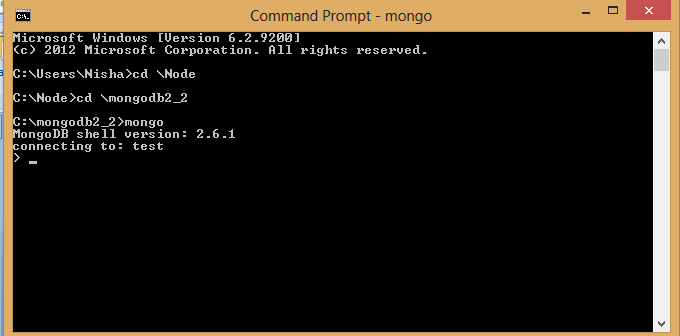 Command Prompt - mongo
Microsoft Windows [Version 6.2.9200]
(c) 2012 Microsoft Corporation. All rights reserved.
C:\Users\Nisha>cd \Node
C:\Node>cd \mongodb2_2
C:\mongodb2_2>mongo
MongoDB shell version: 2.6.1
connecting to: test
> _